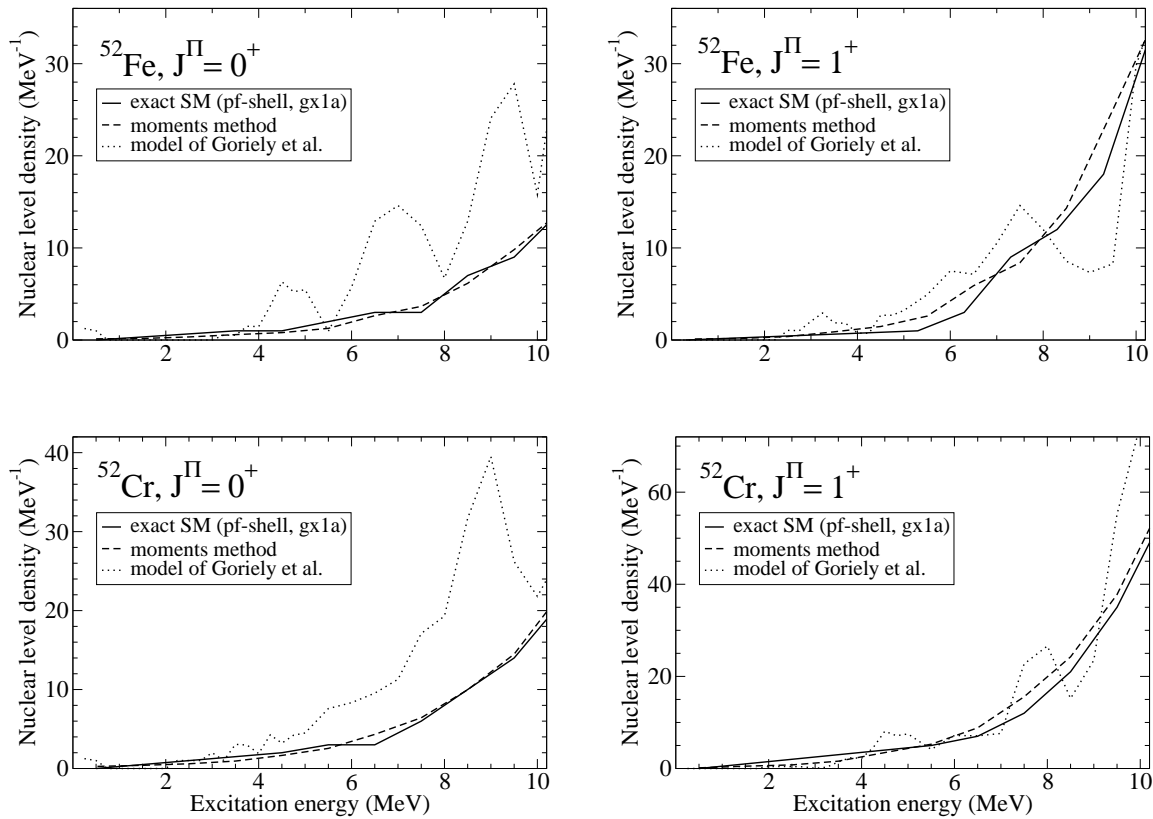 Nuclear level density (MeV⁻¹)
30
20
10
0
⁵²Fe, Jᴨ = 0⁺
exact SM (pf-shell, gx1a)
moments method
model of Goriely et al.
2 4 6 8 10
Nuclear level density (MeV⁻¹)
30
20
10
0
⁵²Fe, Jᴨ = 1⁺
exact SM (pf-shell, gx1a)
moments method
model of Goriely et al.
2 4 6 8 10
Nuclear level density (MeV⁻¹)
40
30
20
10
0
⁵²Cr, Jᴨ = 0⁺
exact SM (pf-shell, gx1a)
moments method
model of Goriely et al.
2 4 6 8 10
Excitation energy (MeV)
Nuclear level density (MeV⁻¹)
60
40
20
0
⁵²Cr, Jᴨ = 1⁺
exact SM (pf-shell, gx1a)
moments method
model of Goriely et al.
2 4 6 8 10
Excitation energy (MeV)